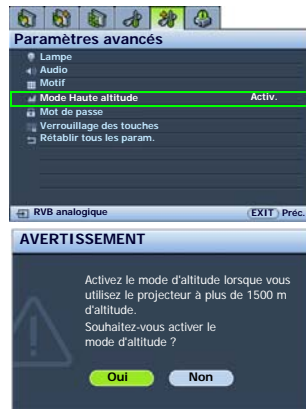 Paramètres avancés
Lampe
Audio
Motif
Mode Haute altitude Activ.
Mot de passe
Verrouillage des touches
Rétablir tous les param.
RVB analogique EXIT Préc.
AVERTISSEMENT
Activez le mode d'altitude lorsque vous
utilisez le projecteur à plus de 1500 m
d'altitude.
Souhaitez-vous activer le
mode d'altitude ?
Oui Non